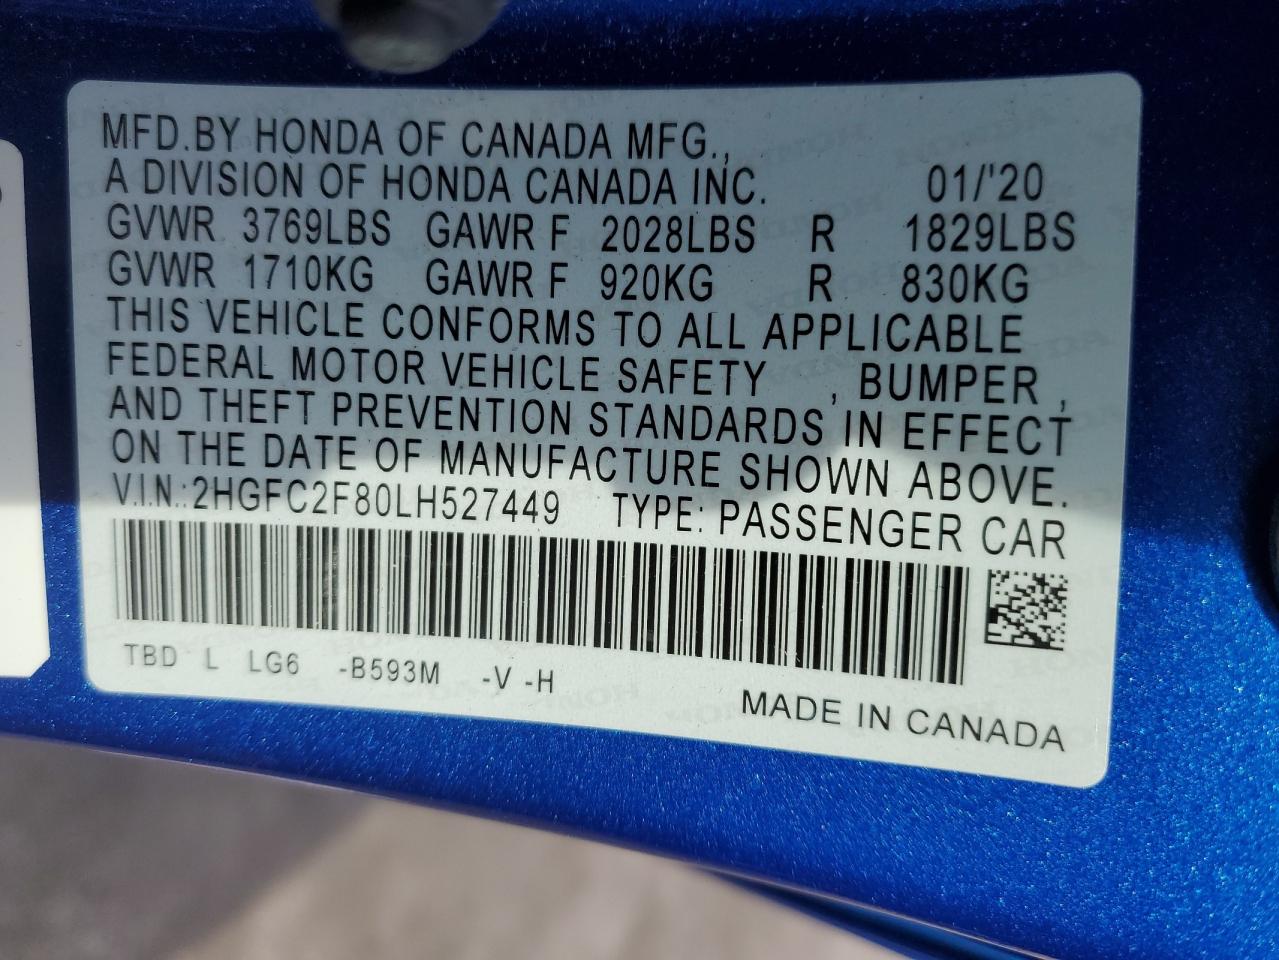 MFD.BY HONDA OF CANADA MFG.,
A DIVISION OF HONDA CANADA INC. 01/'20
GVWR 3769LBS GAWR F 2028LBS R 1829LBS
GVWR 1710KG GAWR F 920KG R 830KG
THIS VEHICLE CONFORMS TO ALL APPLICABLE
FEDERAL MOTOR VEHICLE SAFETY , BUMPER ,
AND THEFT PREVENTION STANDARDS IN EFFECT
ON THE DATE OF MANUFACTURE SHOWN ABOVE.
V.I.N.:2HGFC2F80LH527449 TYPE: PASSENGER CAR
TBD L LG6 -B593M -V -H
MADE IN CANADA